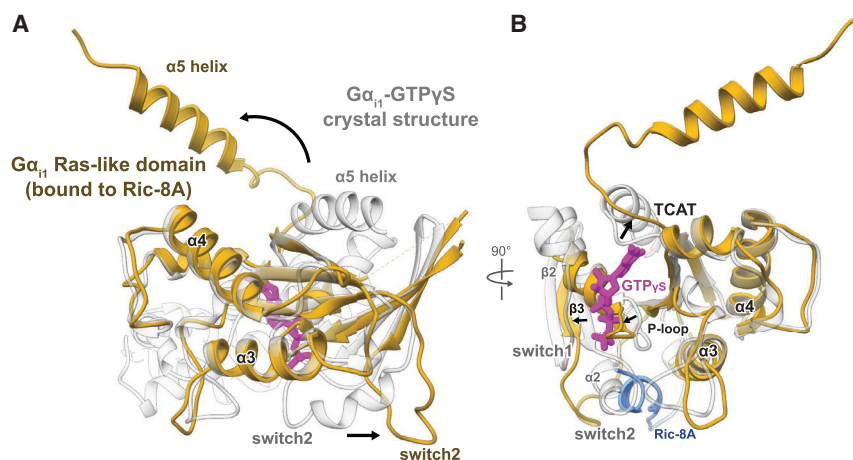 A
α5 helix
Gαi1-GTPγS
crystal structure
Gαi1 Ras-like domain
(bound to Ric-8A)
α5 helix
α4
α3
switch2
switch2
90°
B
TCAT
β2
GTPγS
β3
α4
P-loop
switch1
α3
α2
Ric-8A
switch2